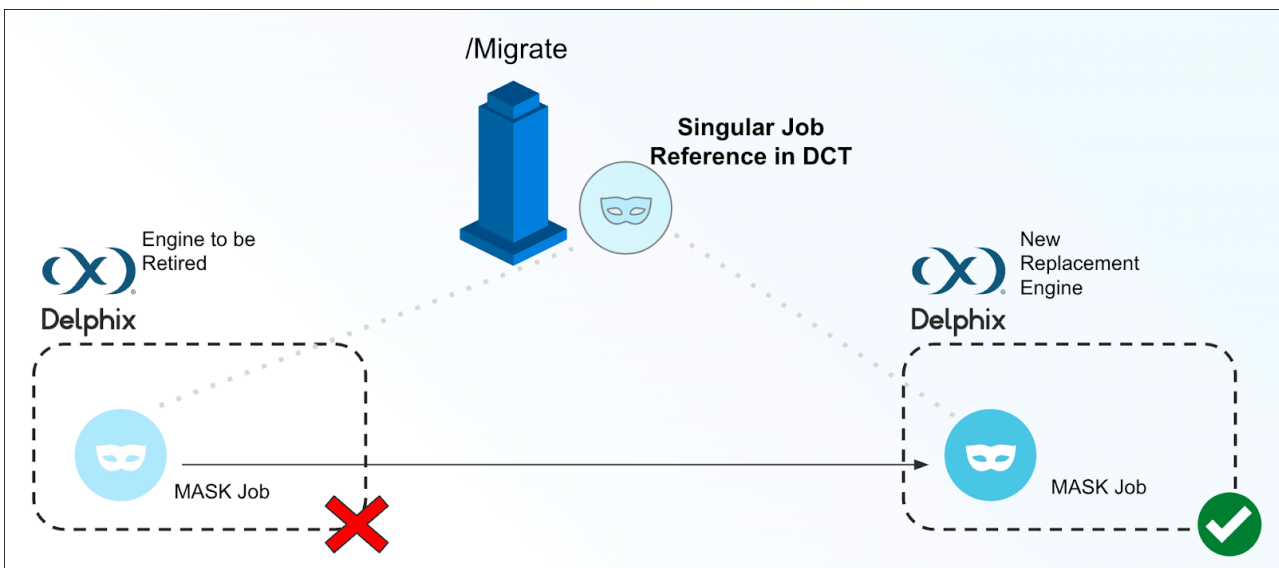 /Migrate
Singular Job
Reference in DCT
Engine to be
Retired
Delphix
MASK Job
New
Replacement
Engine
Delphix
MASK Job